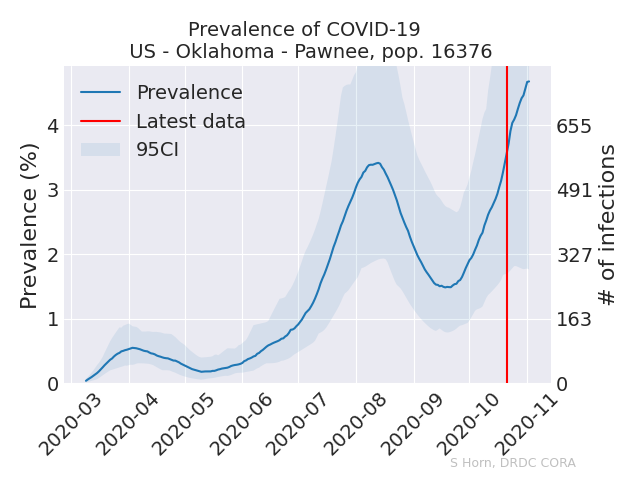 Prevalence of COVID-19
US - Oklahoma - Pawnee, pop. 16376
Prevalence
Latest data
95CI
Prevalence (%)
4
3
2
1
0
655
491
327
163
0
# of infections
2020-03
2020-04
2020-05
2020-06
2020-07
2020-08
2020-09
2020-10
2020-11
S Horn, DRDC CORA